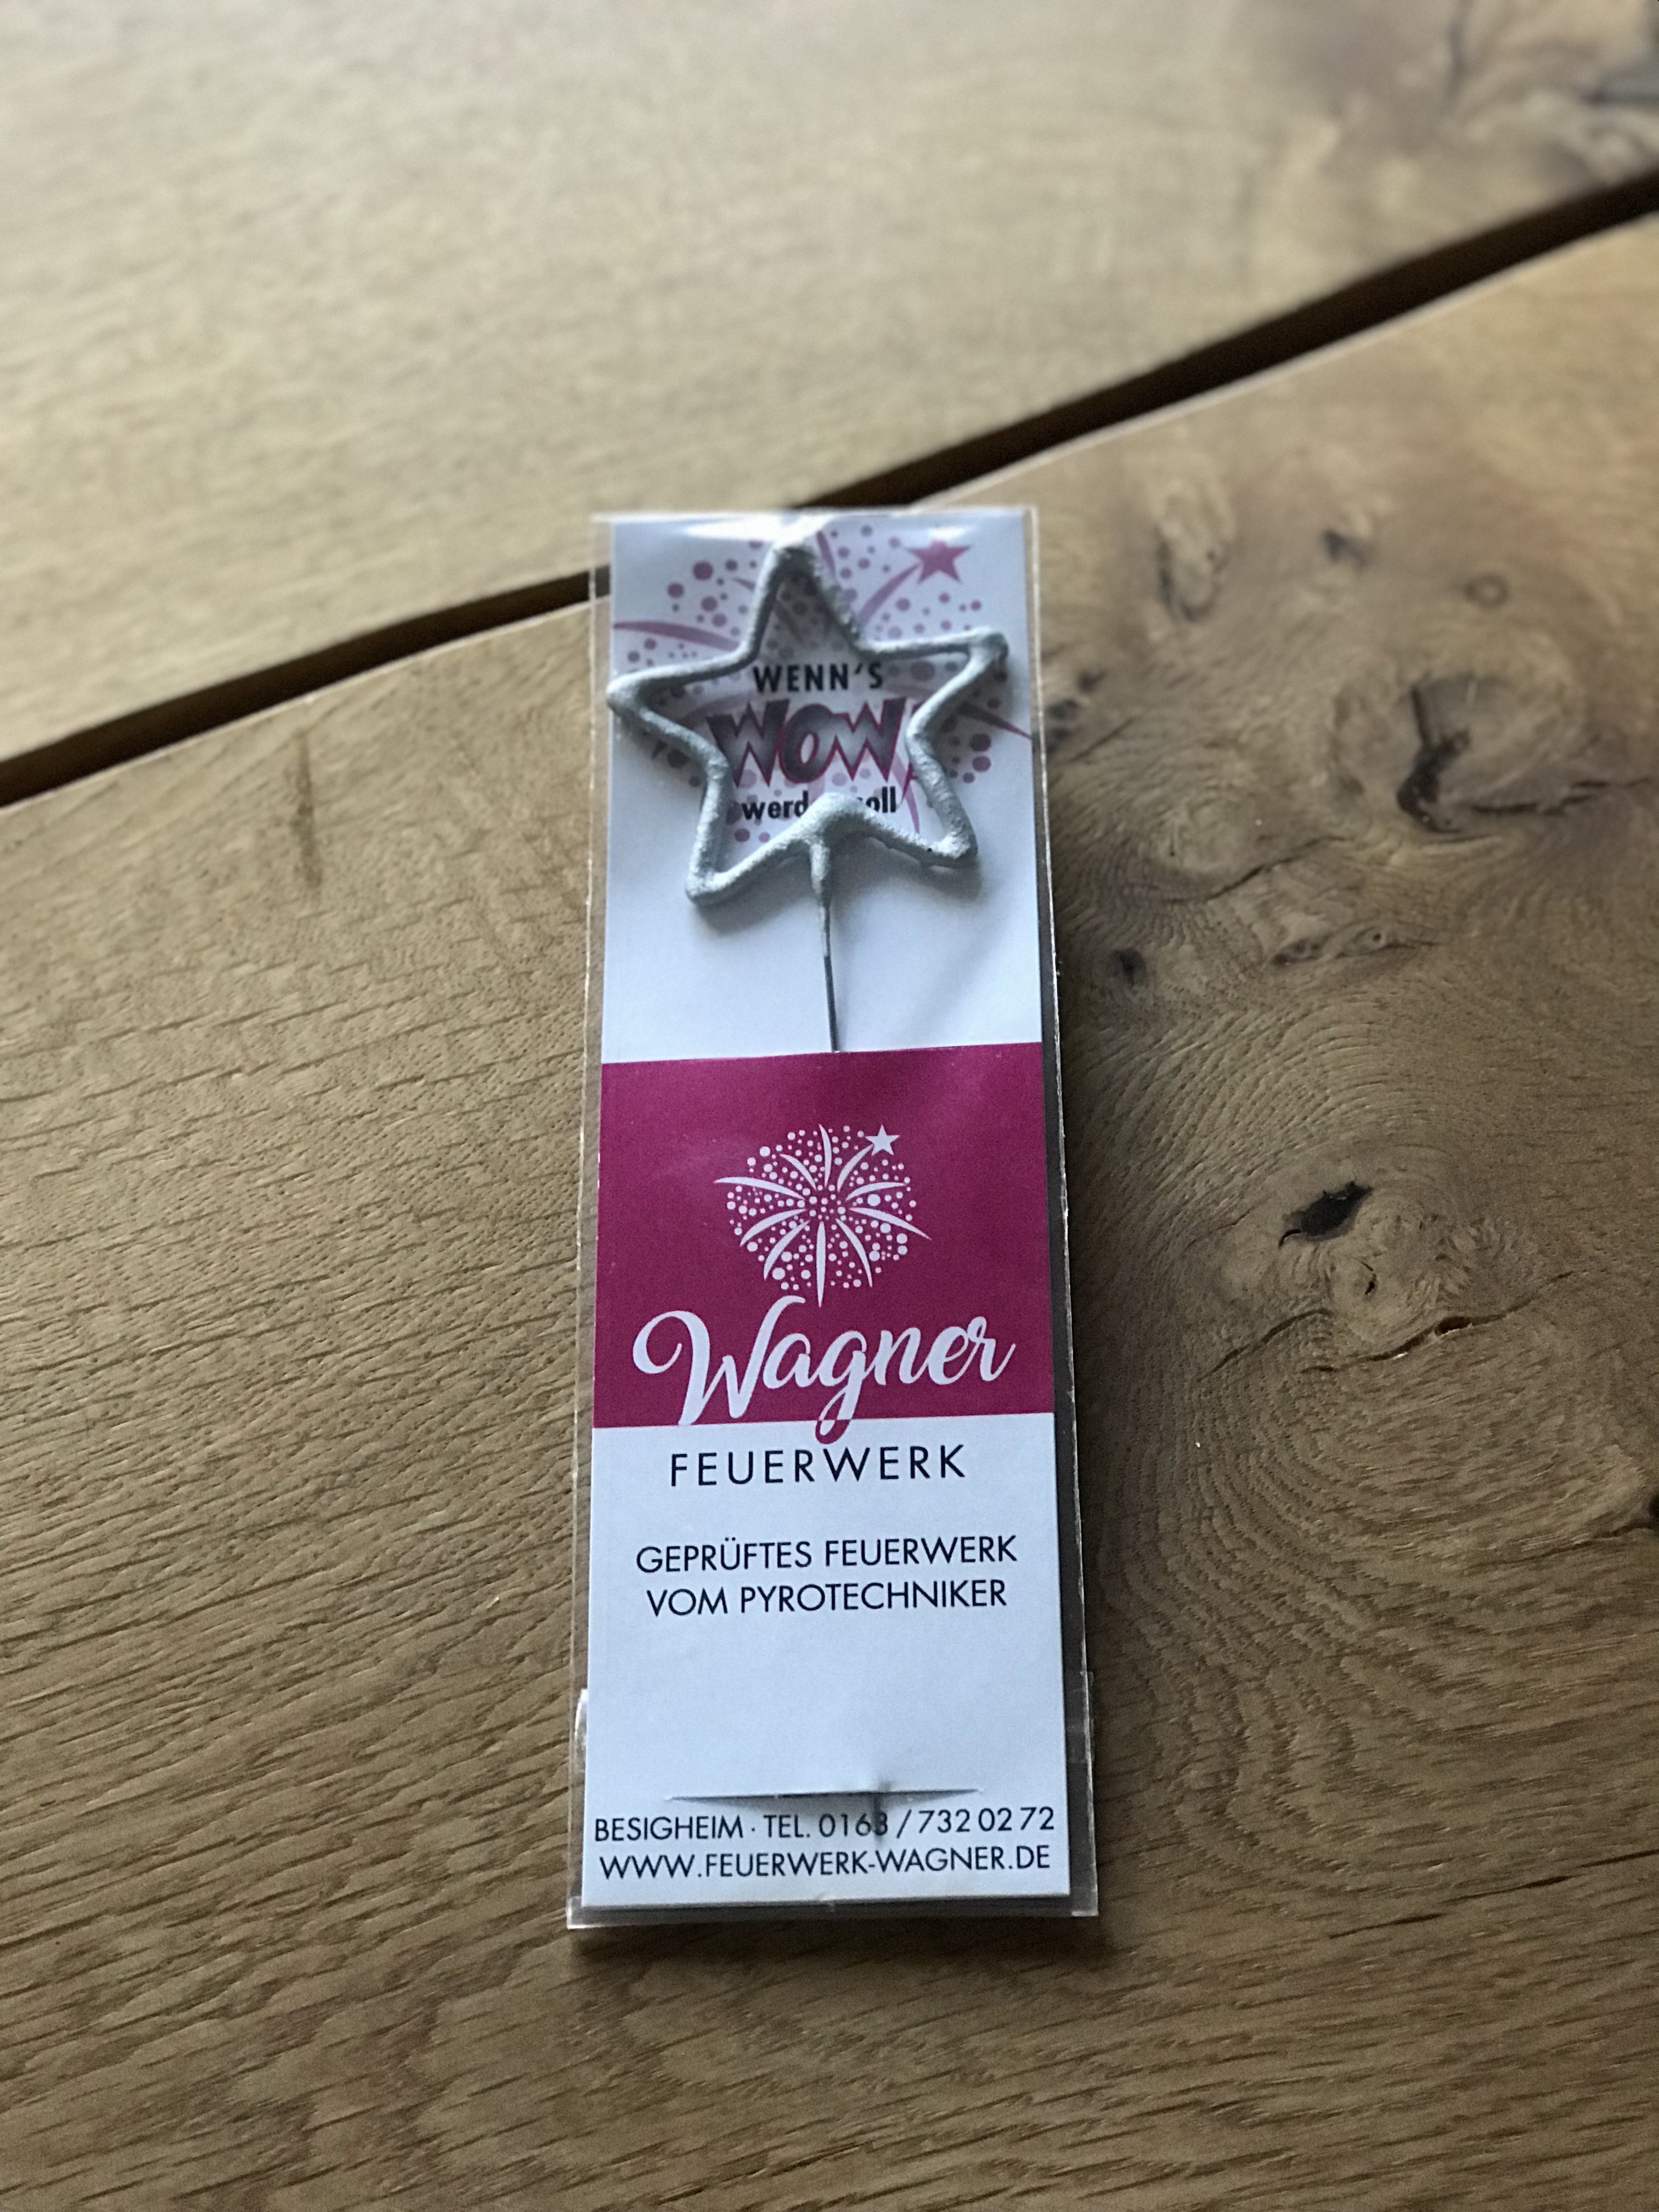 WENN'S
WOW
FEUERWERK
Wagner
GEPRÜFTES FEUERWERK
VOM PYROTECHNIKER
BESIGHEIM · TEL. 0163 / 732 02 72
WWW.FEUERWERK-WAGNER.DE